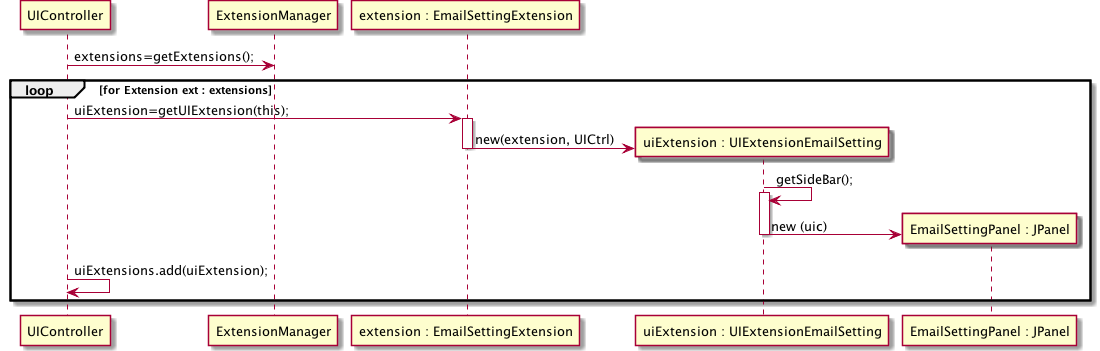 UIController
ExtensionManager
extension : EmailSettingExtension
extensions=getExtensions();
loop
[for Extension ext : extensions]
uiExtension=getUIExtension(this);
new(extension, UICtrl)
uiExtension : UIExtensionEmailSetting
getSideBar();
new (uic)
EmailSettingPanel : JPanel
uiExtensions.add(uiExtension);
UIController
ExtensionManager
extension : EmailSettingExtension
uiExtension : UIExtensionEmailSetting
EmailSettingPanel : JPanel